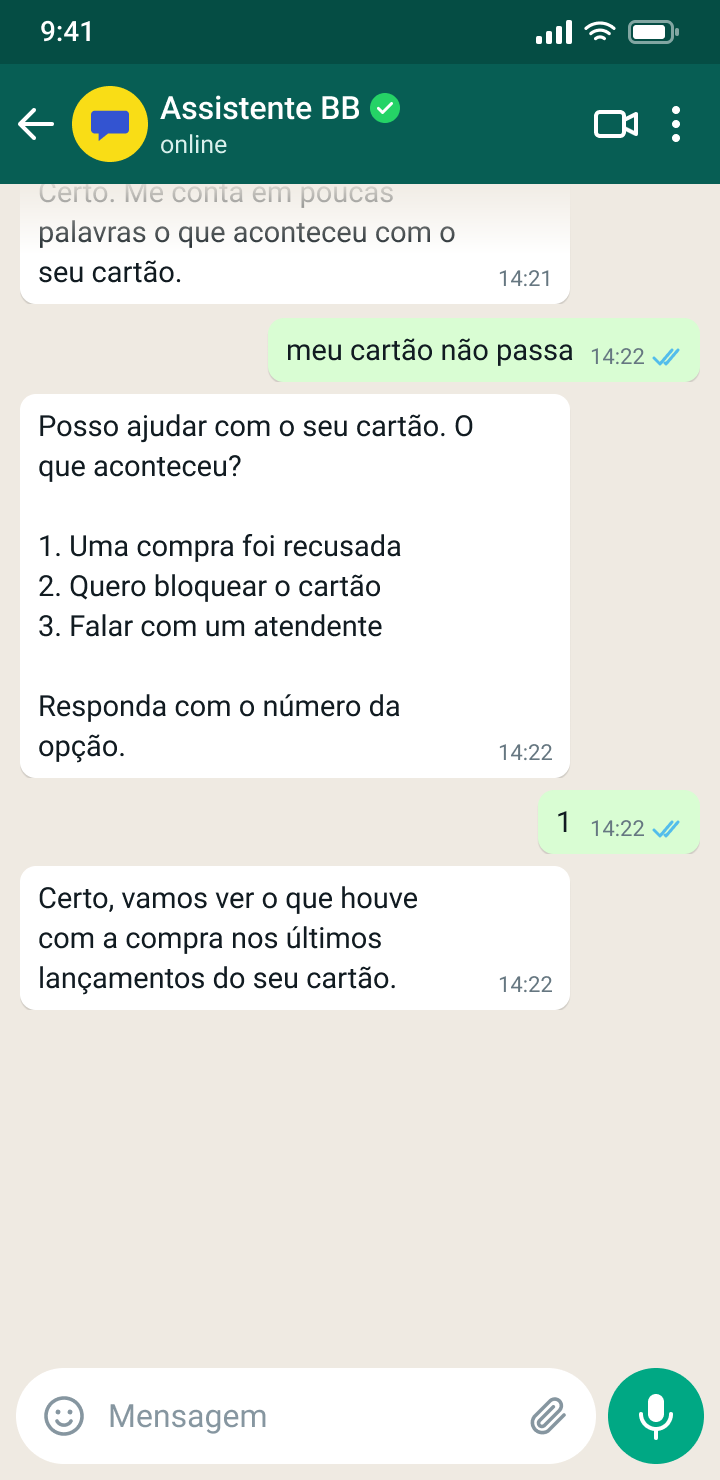 9:41
Assistente BB
online
Certo. Me conta em poucas
palavras o que aconteceu com o
seu cartão. 14:21
meu cartão não passa 14:22
Posso ajudar com o seu cartão. O
que aconteceu?
1. Uma compra foi recusada
2. Quero bloquear o cartão
3. Falar com um atendente
Responda com o número da
opção. 14:22
1 14:22
Certo, vamos ver o que houve
com a compra nos últimos
lançamentos do seu cartão. 14:22
Mensagem